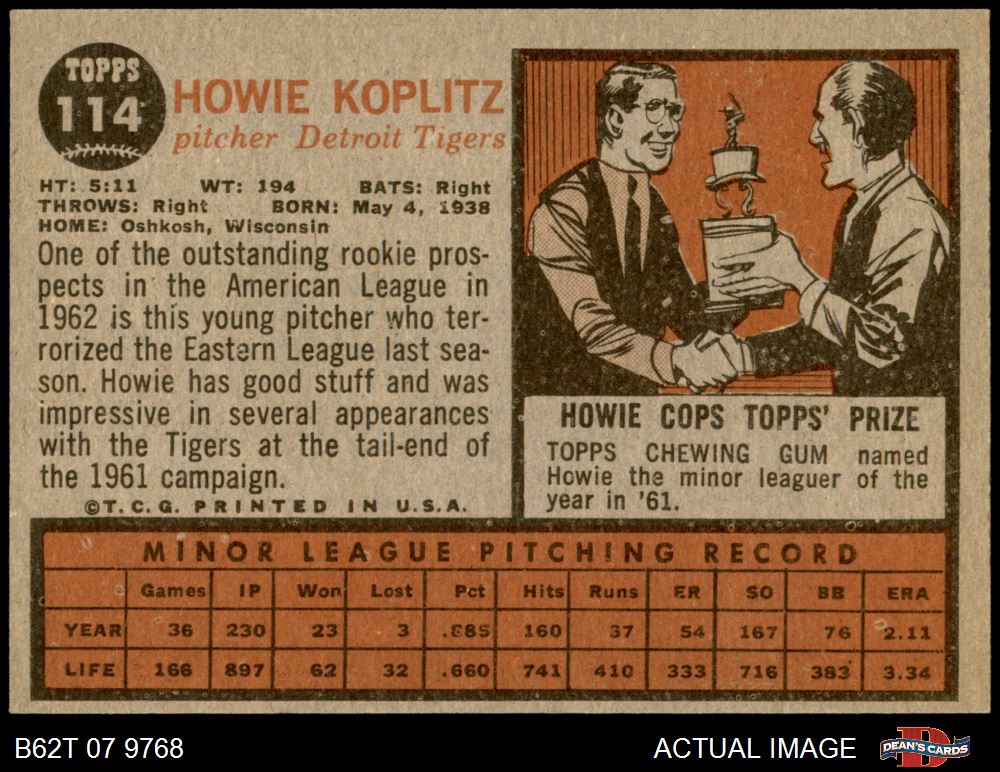 TOPPS
114
HOWIE KOPLITZ
pitcher Detroit Tigers
HT: 5:11 WT: 194 BATS: Right
THROWS: Right BORN: May 4, 1938
HOME: Oshkosh, Wisconsin
One of the outstanding rookie pros-
pects in the American League in
1962 is this young pitcher who ter-
rorized the Eastern League last sea-
son. Howie has good stuff and was
impressive in several appearances
with the Tigers at the tail-end of
the 1961 campaign.
©T.C.G. PRINTED IN U.S.A.
HOWIE COPS TOPPS' PRIZE
TOPPS CHEWING GUM named
Howie the minor leaguer of the
year in '61.
MINOR LEAGUE PITCHING RECORD
Games IP Won Lost Pct Hits Runs ER SO BB ERA
YEAR 36 230 23 3 .885 160 37 54 167 76 2.11
LIFE 166 897 62 32 .660 741 410 333 716 383 3.34
B62T 07 9768 ACTUAL IMAGE DEAN'S CARDS